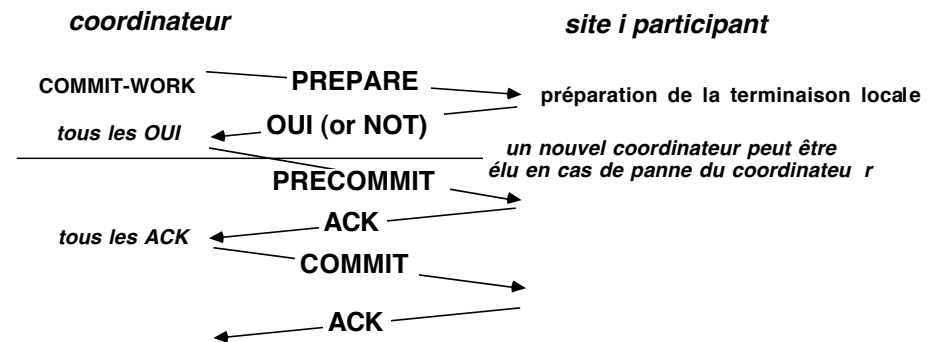 coordinateur
site i participant
COMMIT-WORK
PREPARE
préparation de la terminaison locale
OUI (or NOT)
tous les OUI
un nouvel coordinateur peut être
élu en cas de panne du coordinateu r
PRECOMMIT
ACK
tous les ACK
COMMIT
ACK